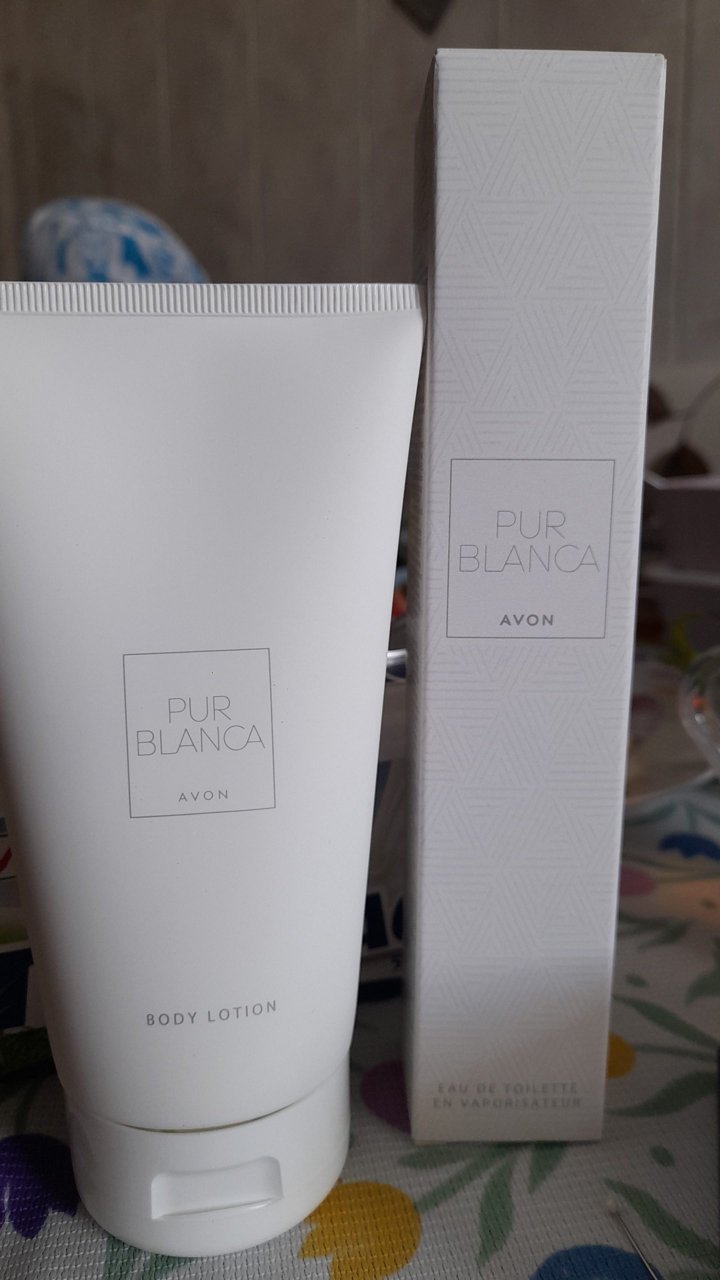 PUR
BLANCA
AVON
BODY LOTION
PUR
BLANCA
AVON
EAU DE TOILETTE
EN VAPORISATEUR